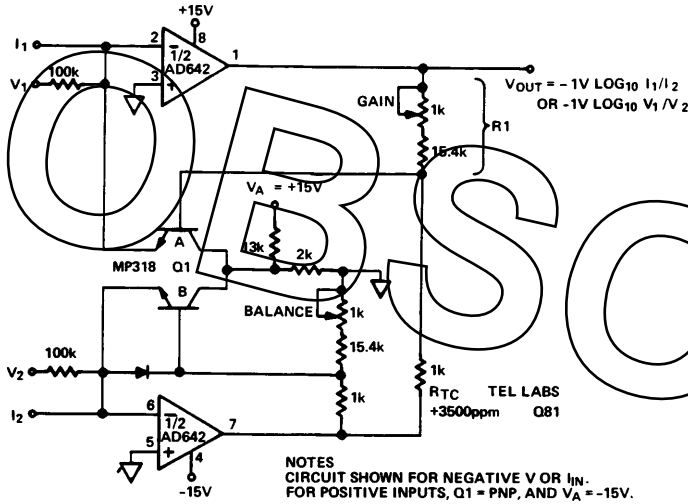 +15V
I1
2
8
1
1/2
AD642
3
+
100k
V1
VOUT = – 1V LOG10 I1/I2
OR -1V LOG10 V1/V2
GAIN
1k
R1
15.4k
VA = +15V
A
13k
2k
MP318
Q1
B
BALANCE
1k
15.4k
100k
V2
1k
1k
RTC
TEL LABS
+3500ppm
Q81
I2
6
7
1/2
AD642
5
+
4
-15V
NOTES
CIRCUIT SHOWN FOR NEGATIVE V OR IIN.
FOR POSITIVE INPUTS, Q1 = PNP, AND VA = -15V.
OBSO